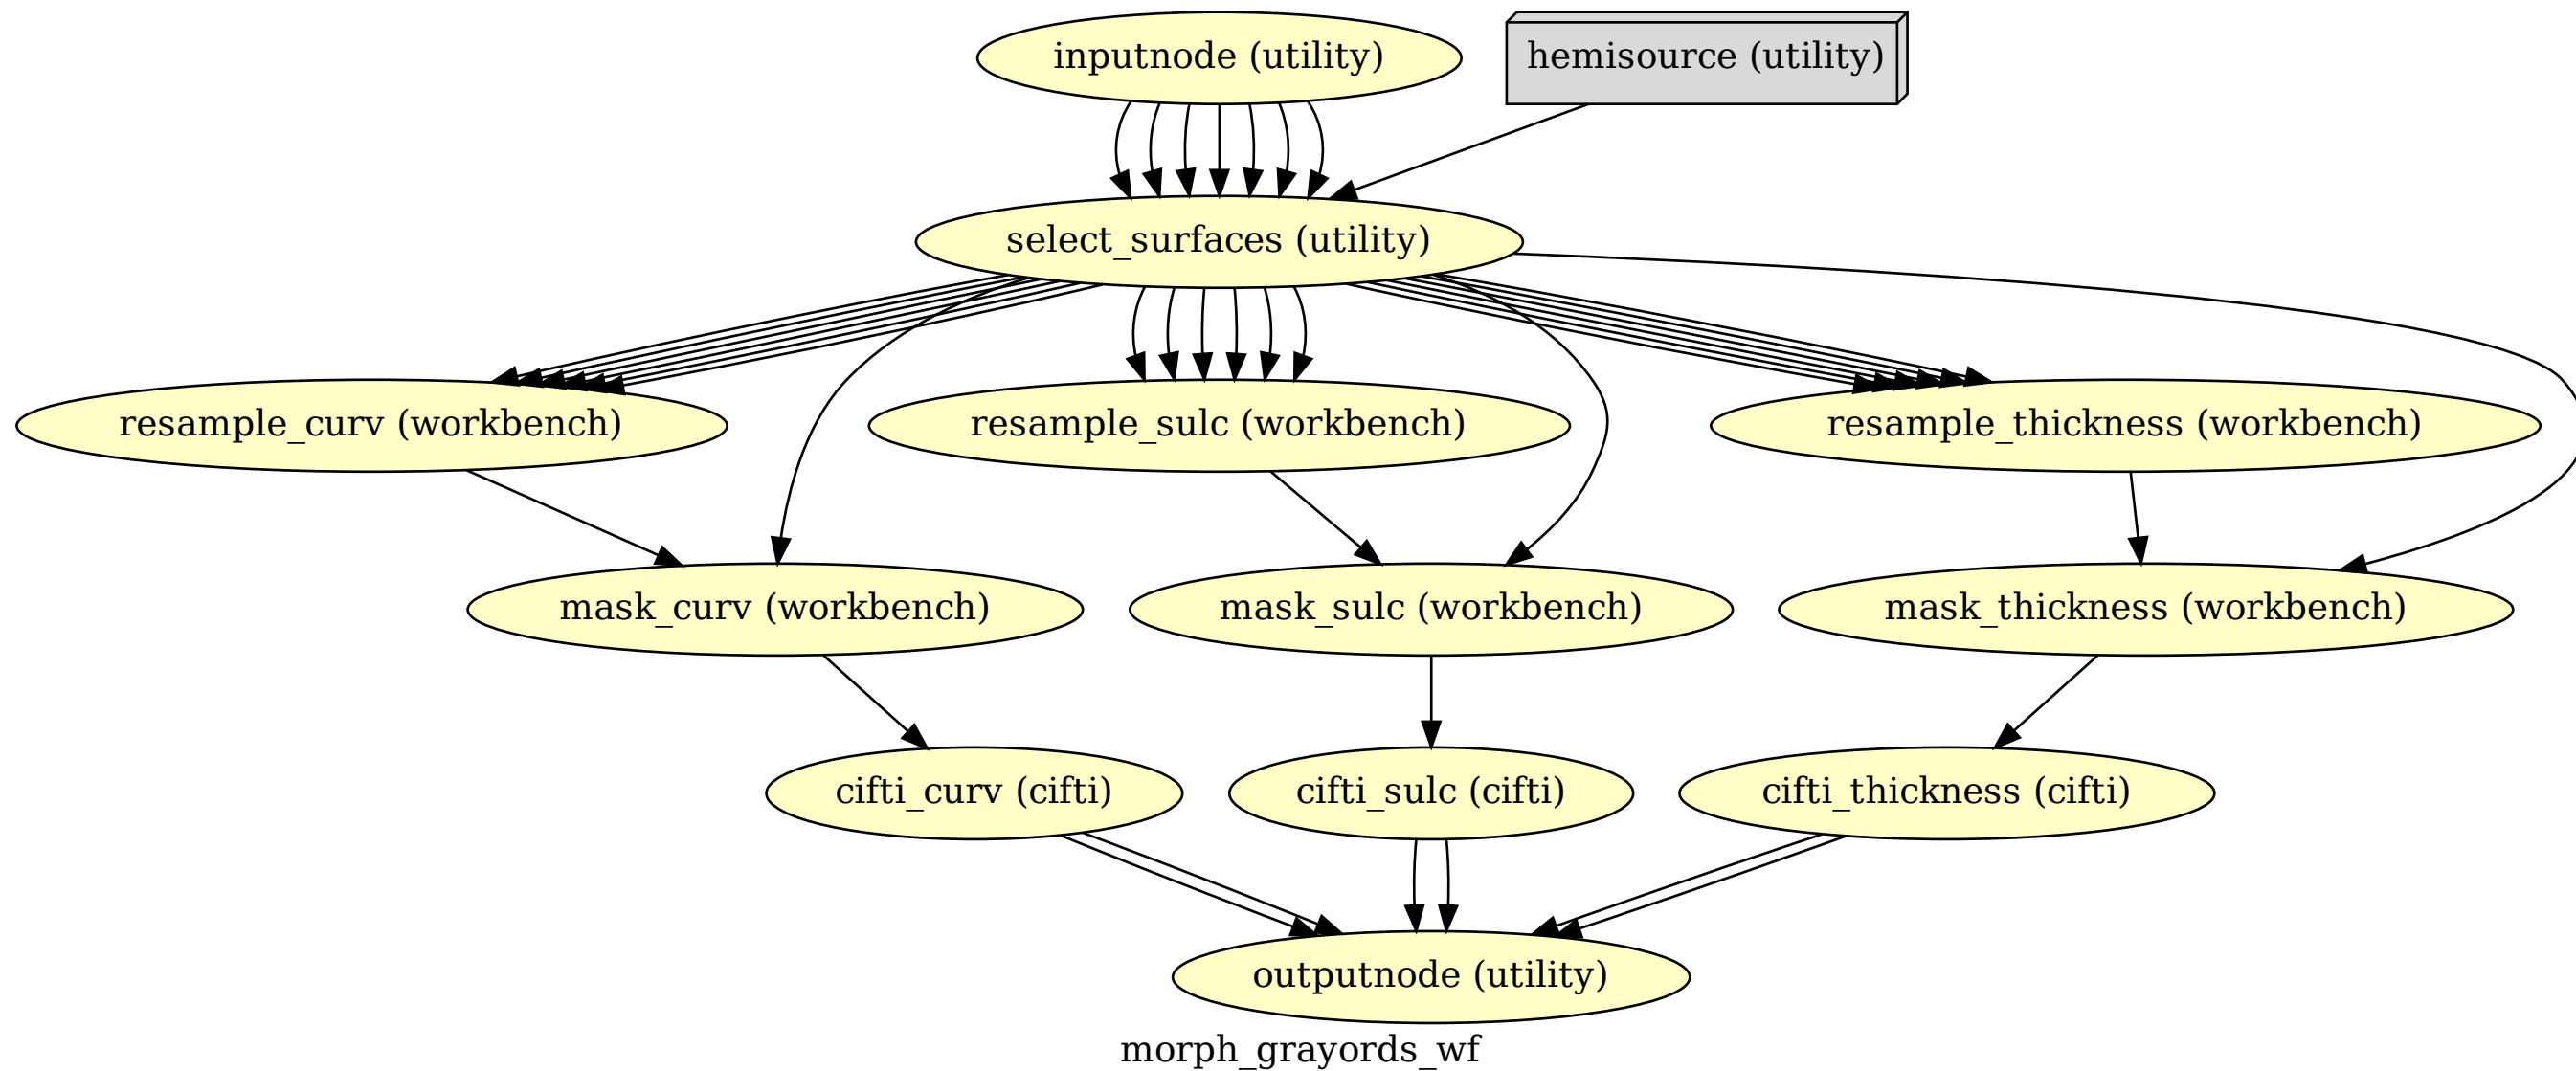 inputnode (utility)
hemisource (utility)
select_surfaces (utility)
resample_curv (workbench)
resample_sulc (workbench)
resample_thickness (workbench)
mask_curv (workbench)
mask_sulc (workbench)
mask_thickness (workbench)
cifti_curv (cifti)
cifti_sulc (cifti)
cifti_thickness (cifti)
outputnode (utility)
morph_grayords_wf